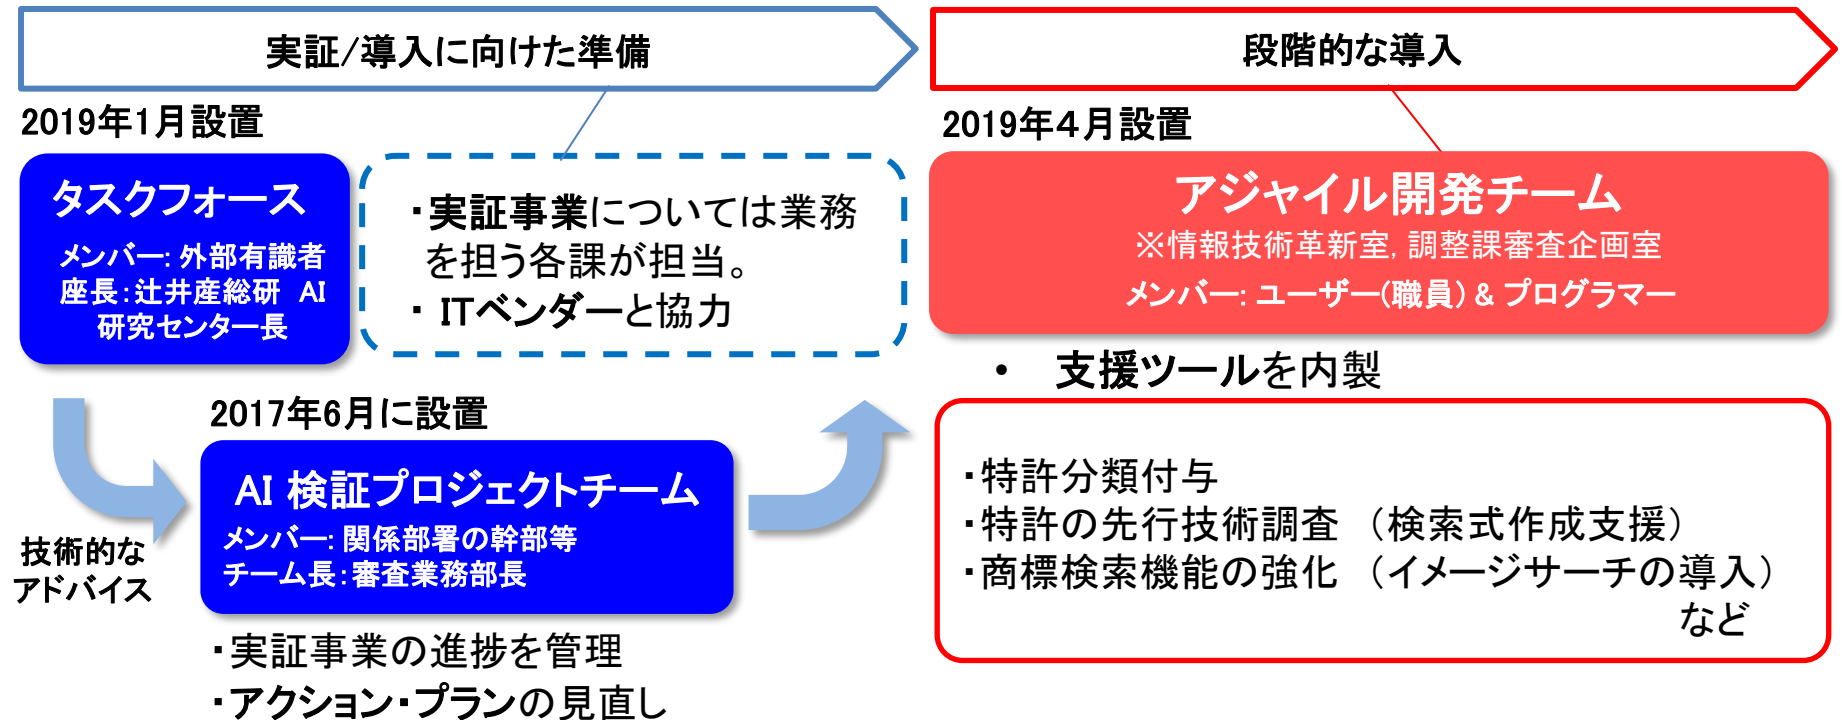 実証/導入に向けた準備
段階的な導入
2019年1月設置
タスクフォース
メンバー: 外部有識者
座長:辻井産総研 AI
研究センター長
・実証事業については業務
を担う各課が担当。
・ITベンダーと協力
技術的な
アドバイス
2017年6月に設置
AI 検証プロジェクトチーム
メンバー: 関係部署の幹部等
チーム長:審査業務部長
・実証事業の進捗を管理
・アクション・プランの見直し
2019年4月設置
アジャイル開発チーム
※情報技術革新室, 調整課審査企画室
メンバー: ユーザー(職員) & プログラマー
• 支援ツールを内製
・特許分類付与
・特許の先行技術調査 (検索式作成支援)
・商標検索機能の強化 (イメージサーチの導入)
など